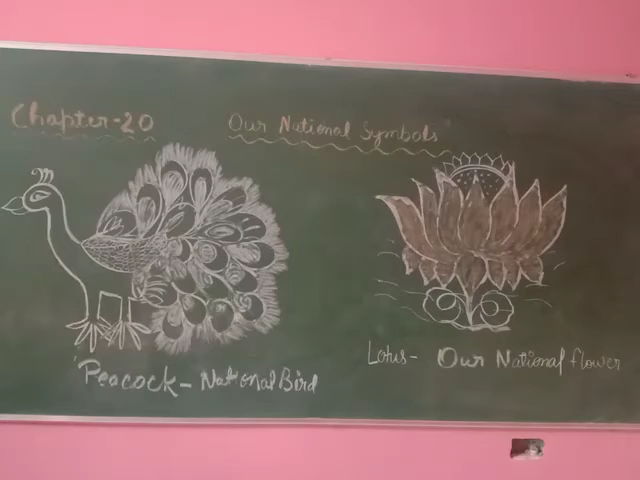 Chapter-20
Our National Symbols
Peacock- National Bird
Lotus- Our National flower